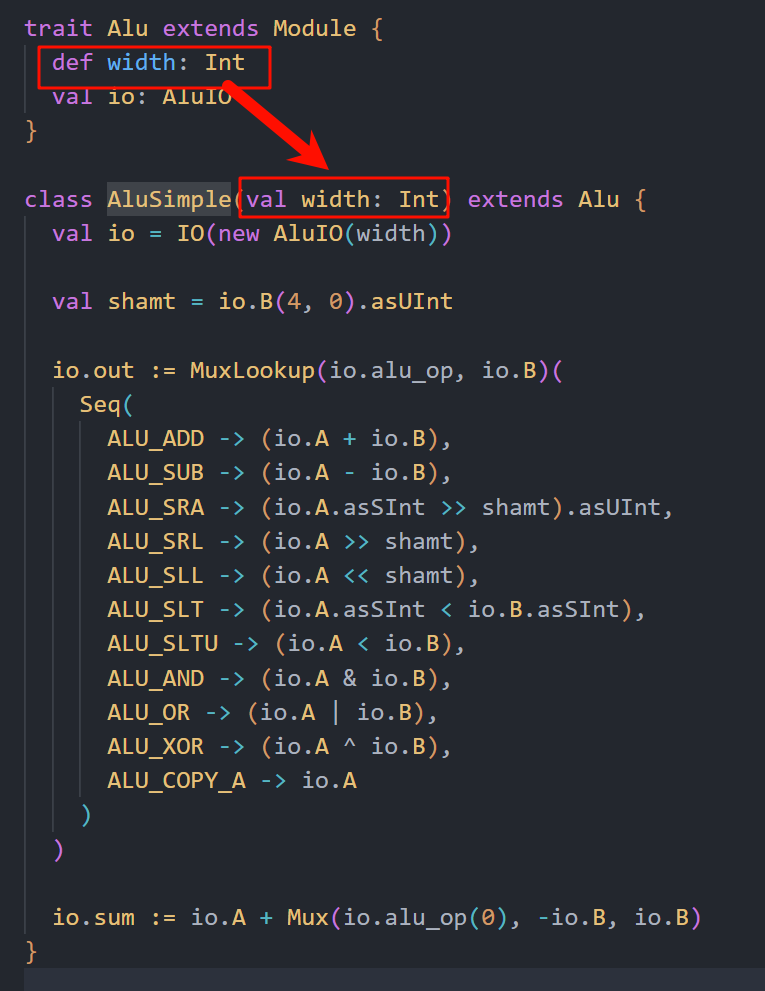 trait Alu extends Module {
  def width: Int
  val io: AluIO
}
class AluSimple(val width: Int) extends Alu {
  val io = IO(new AluIO(width))
  val shamt = io.B(4, 0).asUInt
  io.out := MuxLookup(io.alu_op, io.B)(
    Seq(
      ALU_ADD -> (io.A + io.B),
      ALU_SUB -> (io.A - io.B),
      ALU_SRA -> (io.A.asSInt >> shamt).asUInt,
      ALU_SRL -> (io.A >> shamt),
      ALU_SLL -> (io.A << shamt),
      ALU_SLT -> (io.A.asSInt < io.B.asSInt),
      ALU_SLTU -> (io.A < io.B),
      ALU_AND -> (io.A & io.B),
      ALU_OR -> (io.A | io.B),
      ALU_XOR -> (io.A ^ io.B),
      ALU_COPY_A -> io.A
    )
  )
  io.sum := io.A + Mux(io.alu_op(0), -io.B, io.B)
}